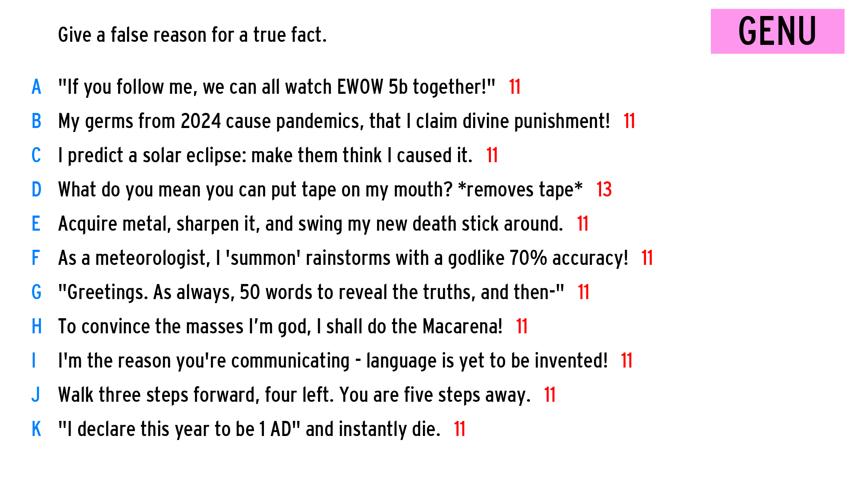 Give a false reason for a true fact.
GENU
A "If you follow me, we can all watch EWOW 5b together!" 11
B My germs from 2024 cause pandemics, that I claim divine punishment! 11
C I predict a solar eclipse: make them think I caused it. 11
D What do you mean you can put tape on my mouth? *removes tape* 13
E Acquire metal, sharpen it, and swing my new death stick around. 11
F As a meteorologist, I 'summon' rainstorms with a godlike 70% accuracy! 11
G "Greetings. As always, 50 words to reveal the truths, and then-" 11
H To convince the masses I’m god, I shall do the Macarena! 11
I I'm the reason you're communicating - language is yet to be invented! 11
J Walk three steps forward, four left. You are five steps away. 11
K "I declare this year to be 1 AD" and instantly die. 11